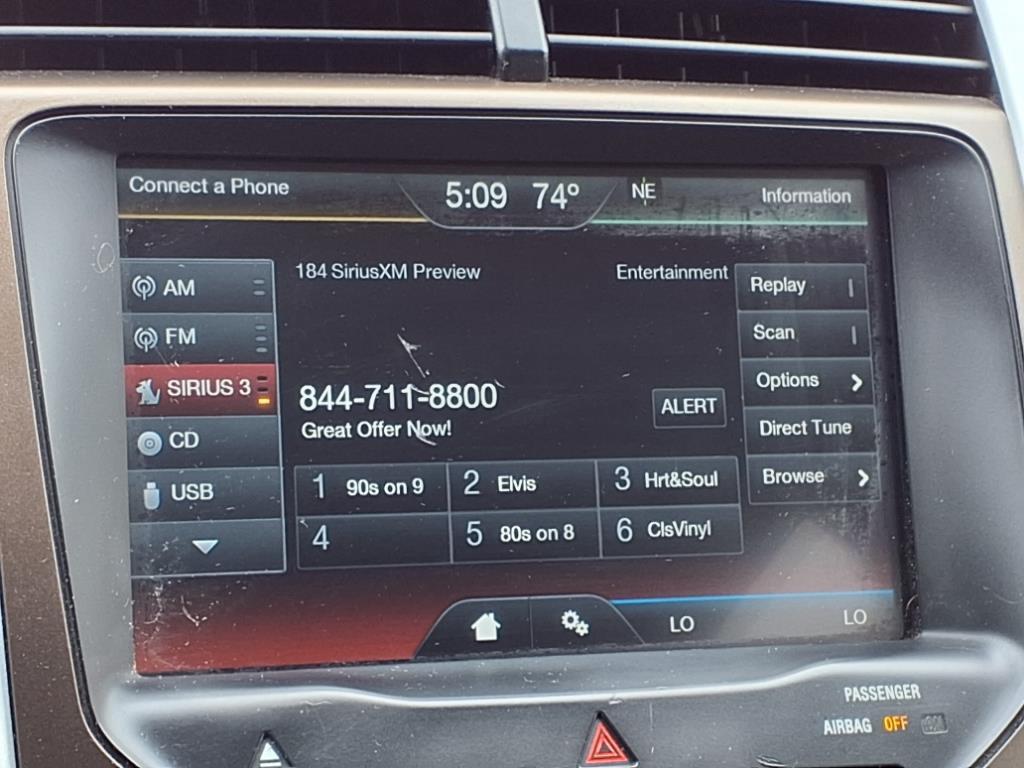 Connect a Phone
5:09 74° NE
Information
184 SiriusXM Preview
Entertainment
AM
FM
SIRIUS 3
CD
USB
844-711-8800
Great Offer Now!
ALERT
1 90s on 9
2 Elvis
3 Hrt&Soul
4
5 80s on 8
6 ClsVinyl
Replay
Scan
Options
Direct Tune
Browse
LO
LO
PASSENGER
AIRBAG OFF